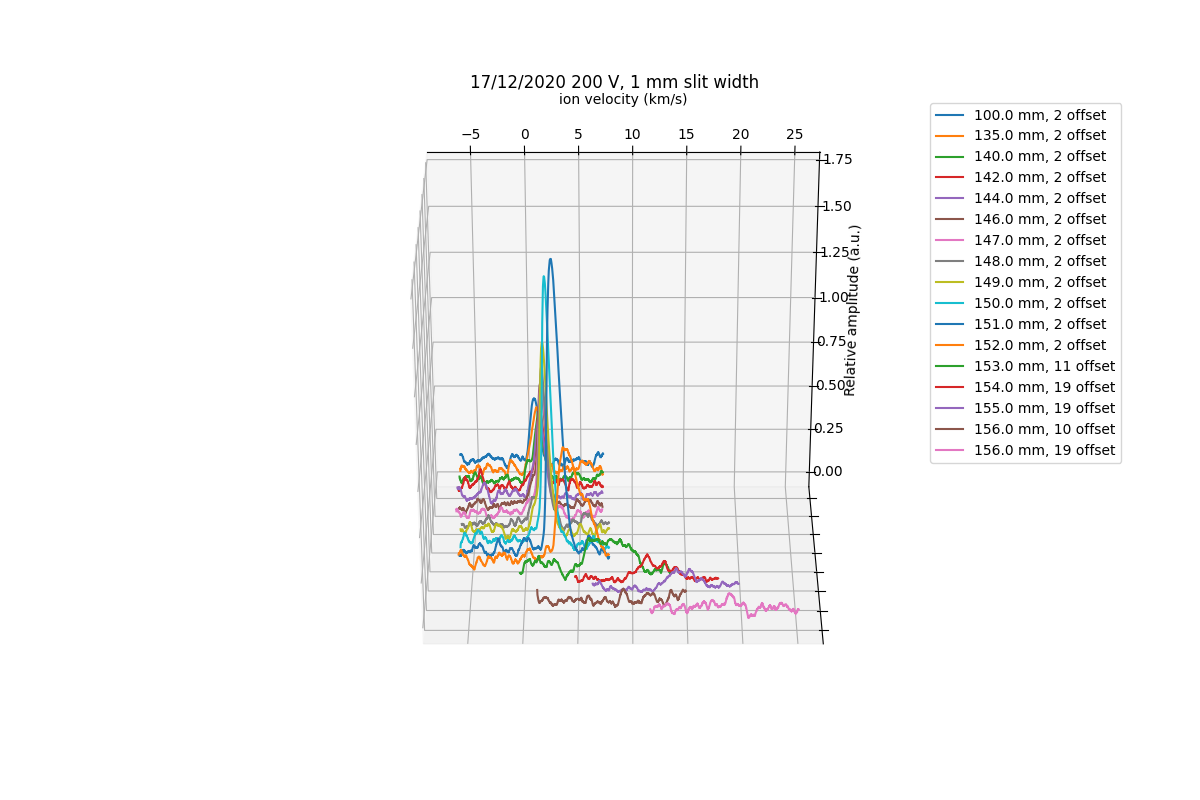 17/12/2020 200 V, 1 mm slit width
ion velocity (km/s)
−5 0 5 10 15 20 25
1.75
1.50
1.25
1.00
0.75
0.50
0.25
0.00
Relative amplitude (a.u.)
100.0 mm, 2 offset
135.0 mm, 2 offset
140.0 mm, 2 offset
142.0 mm, 2 offset
144.0 mm, 2 offset
146.0 mm, 2 offset
147.0 mm, 2 offset
148.0 mm, 2 offset
149.0 mm, 2 offset
150.0 mm, 2 offset
151.0 mm, 2 offset
152.0 mm, 2 offset
153.0 mm, 11 offset
154.0 mm, 19 offset
155.0 mm, 19 offset
156.0 mm, 10 offset
156.0 mm, 19 offset